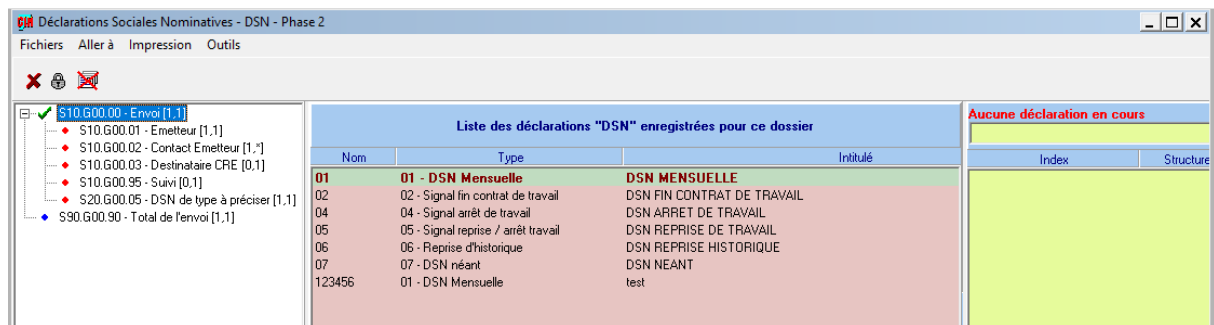 Déclarations Sociales Nominatives - DSN - Phase 2
Fichiers Aller à Impression Outils
S10.G00.00 - Envoi [1,1]
S10.G00.01 - Emetteur [1,1]
S10.G00.02 - Contact Emetteur [1,*]
S10.G00.03 - Destinataire CRE [0,1]
S10.G00.95 - Suivi [0,1]
S20.G00.05 - DSN de type à préciser [1,1]
S90.G00.90 - Total de l'envoi [1,1]
Liste des déclarations "DSN" enregistrées pour ce dossier
Nom Type Intitulé
01 01 - DSN Mensuelle DSN MENSUELLE
02 02 - Signal fin contrat de travail DSN FIN CONTRAT DE TRAVAIL
04 04 - Signal arrêt de travail DSN ARRET DE TRAVAIL
05 05 - Signal reprise / arrêt travail DSN REPRISE DE TRAVAIL
06 06 - Reprise d'historique DSN REPRISE HISTORIQUE
07 07 - DSN néant DSN NEANT
123456 01 - DSN Mensuelle test
Aucune déclaration en cours
Index Structure